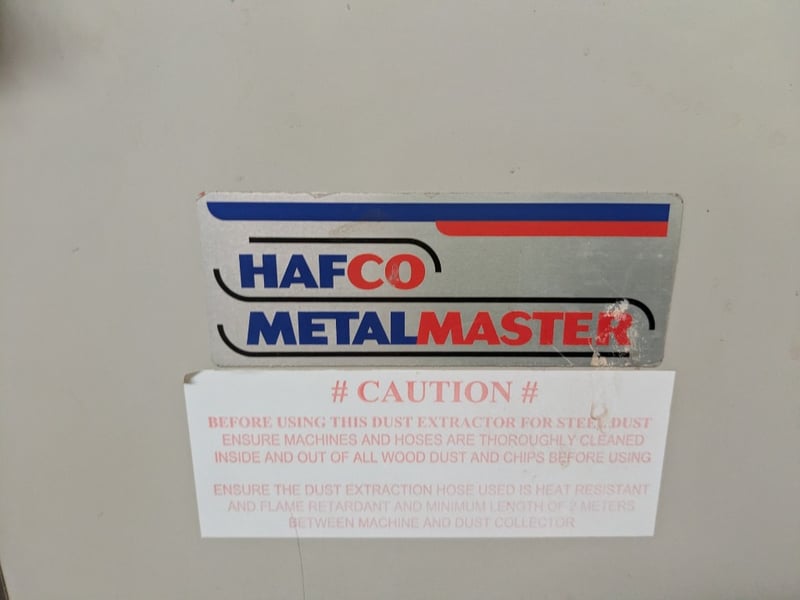 HAFCO
METALMASTER
# CAUTION #
BEFORE USING THIS DUST EXTRACTOR FOR STEEL DUST
ENSURE MACHINES AND HOSES ARE THOROUGHLY CLEANED
INSIDE AND OUT OF ALL WOOD DUST AND CHIPS BEFORE USING
ENSURE THE DUST EXTRACTION HOSE USED IS HEAT RESISTANT
AND FLAME RETARDANT AND MINIMUM LENGTH OF 2 METERS
BETWEEN MACHINE AND DUST COLLECTOR